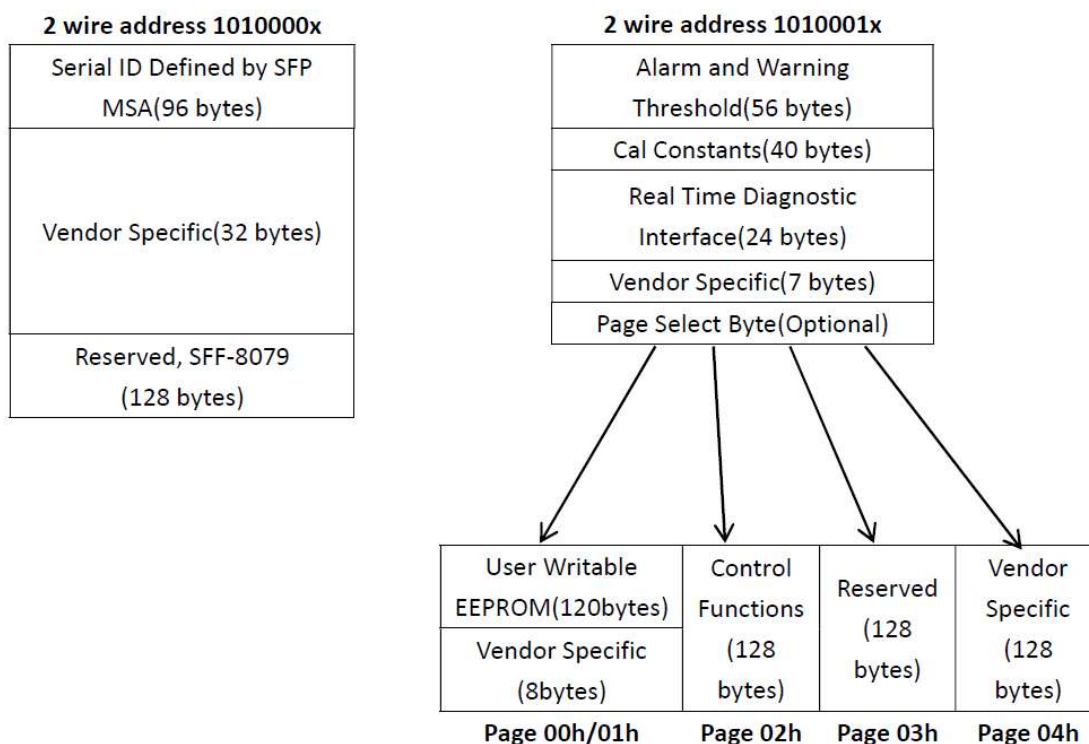 2 wire address 1010000x
Serial ID Defined by SFP
MSA(96 bytes)
Vendor Specific(32 bytes)
Reserved, SFF-8079
(128 bytes)
2 wire address 1010001x
Alarm and Warning
Threshold(56 bytes)
Cal Constants(40 bytes)
Real Time Diagnostic
Interface(24 bytes)
Vendor Specific(7 bytes)
Page Select Byte(Optional)
User Writable
EEPROM(120bytes)
Vendor Specific
(8bytes)
Page 00h/01h
Control
Functions
(128
bytes)
Page 02h
Reserved
(128
bytes)
Page 03h
Vendor
Specific
(128
bytes)
Page 04h